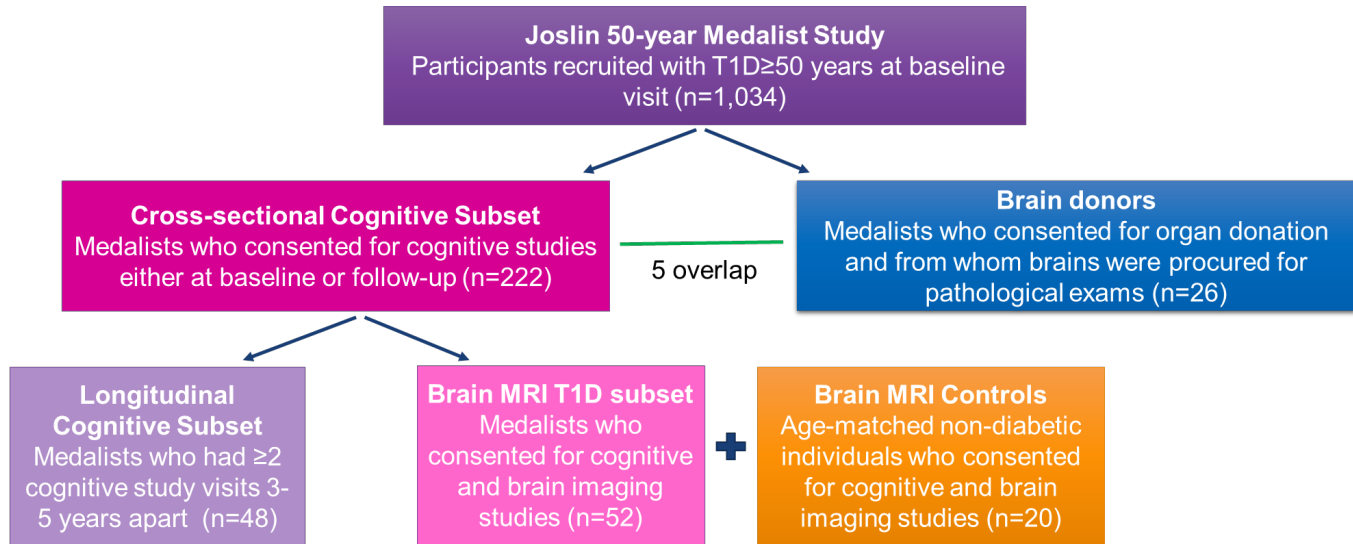 Joslin 50-year Medalist Study
Participants recruited with T1D≥50 years at baseline
visit (n=1,034)
Cross-sectional Cognitive Subset
Medalists who consented for cognitive studies
either at baseline or follow-up (n=222)
5 overlap
Brain donors
Medalists who consented for organ donation
and from whom brains were procured for
pathological exams (n=26)
Longitudinal
Cognitive Subset
Medalists who had ≥2
cognitive study visits 3-
5 years apart (n=48)
Brain MRI T1D subset
Medalists who
consented for cognitive
and brain imaging
studies (n=52)
Brain MRI Controls
Age-matched non-diabetic
individuals who consented
for cognitive and brain
imaging studies (n=20)